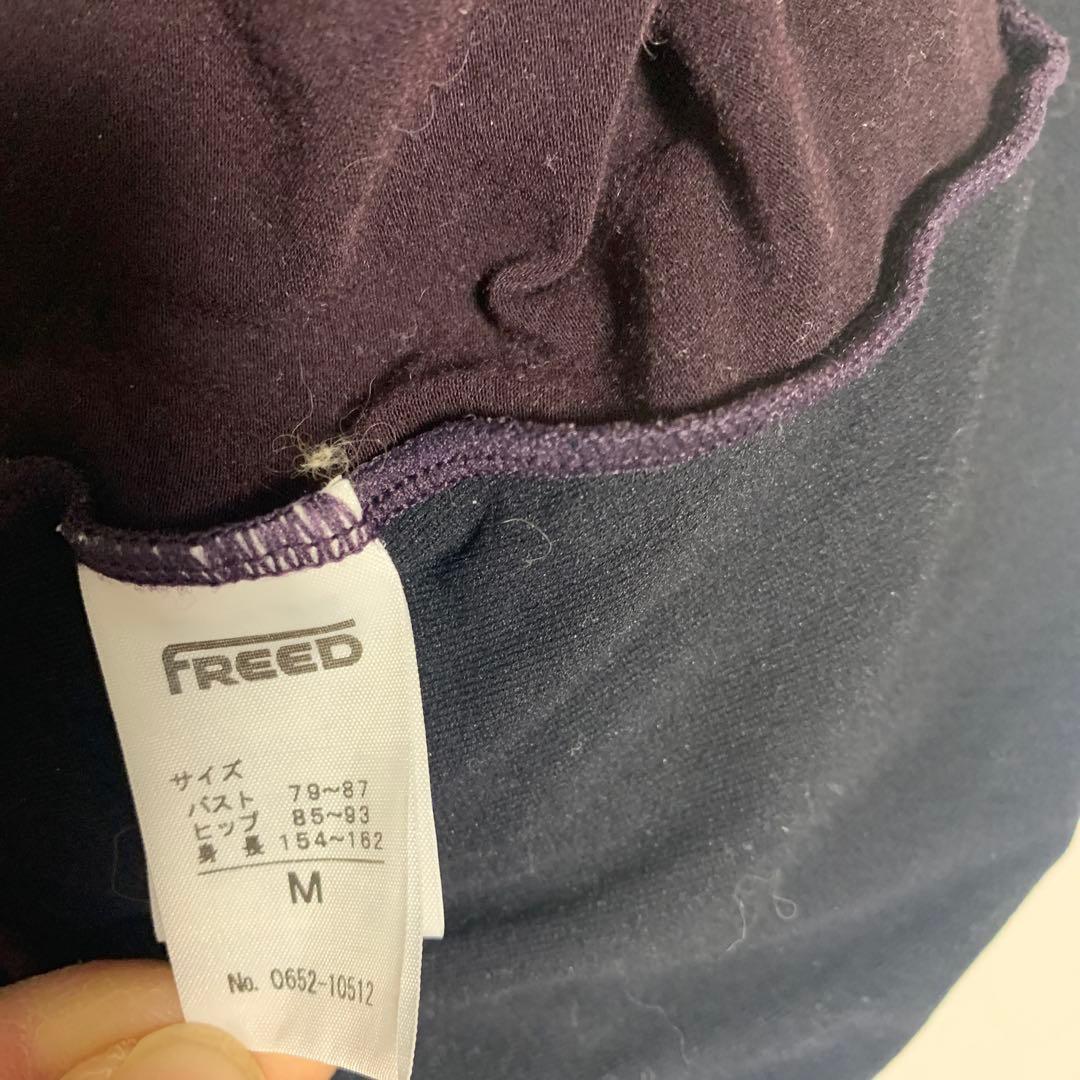 FREED
サイズ
バスト 79~87
ヒップ 85~93
身長 154~162
M
No. 0652-10512